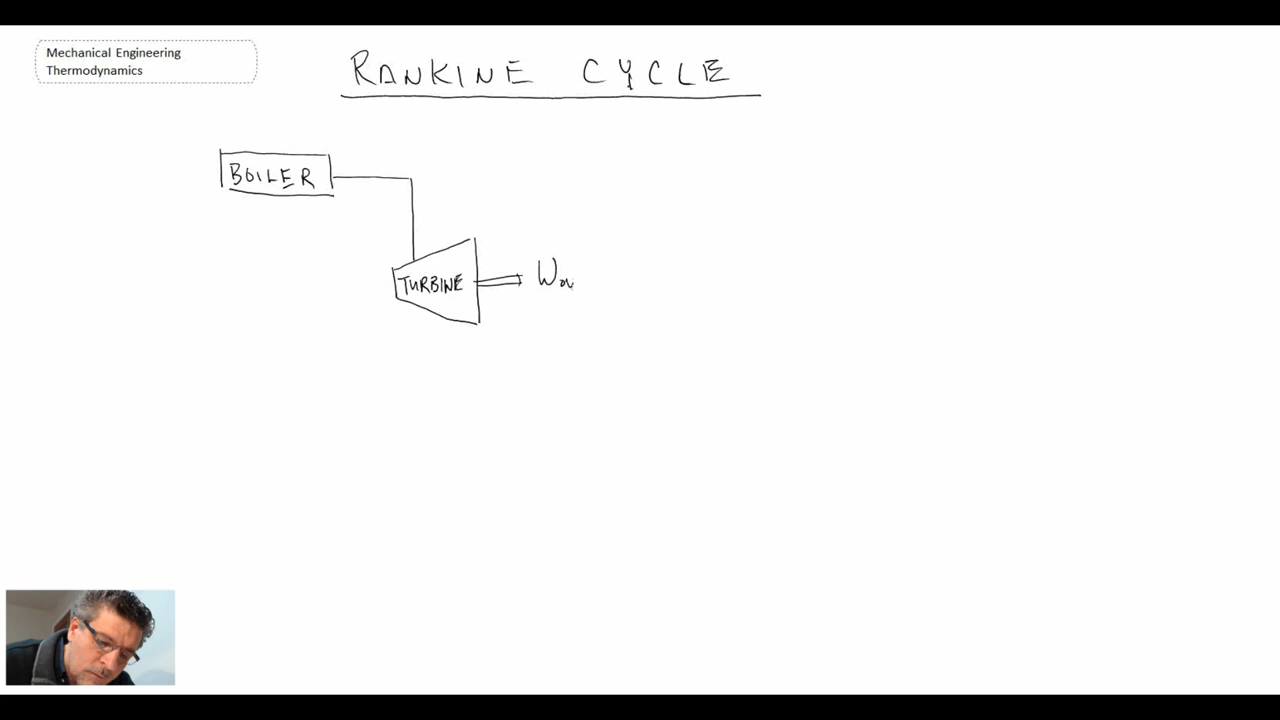 Mechanical Engineering
Thermodynamics
RANKINE CYCLE
BOILER
TURBINE